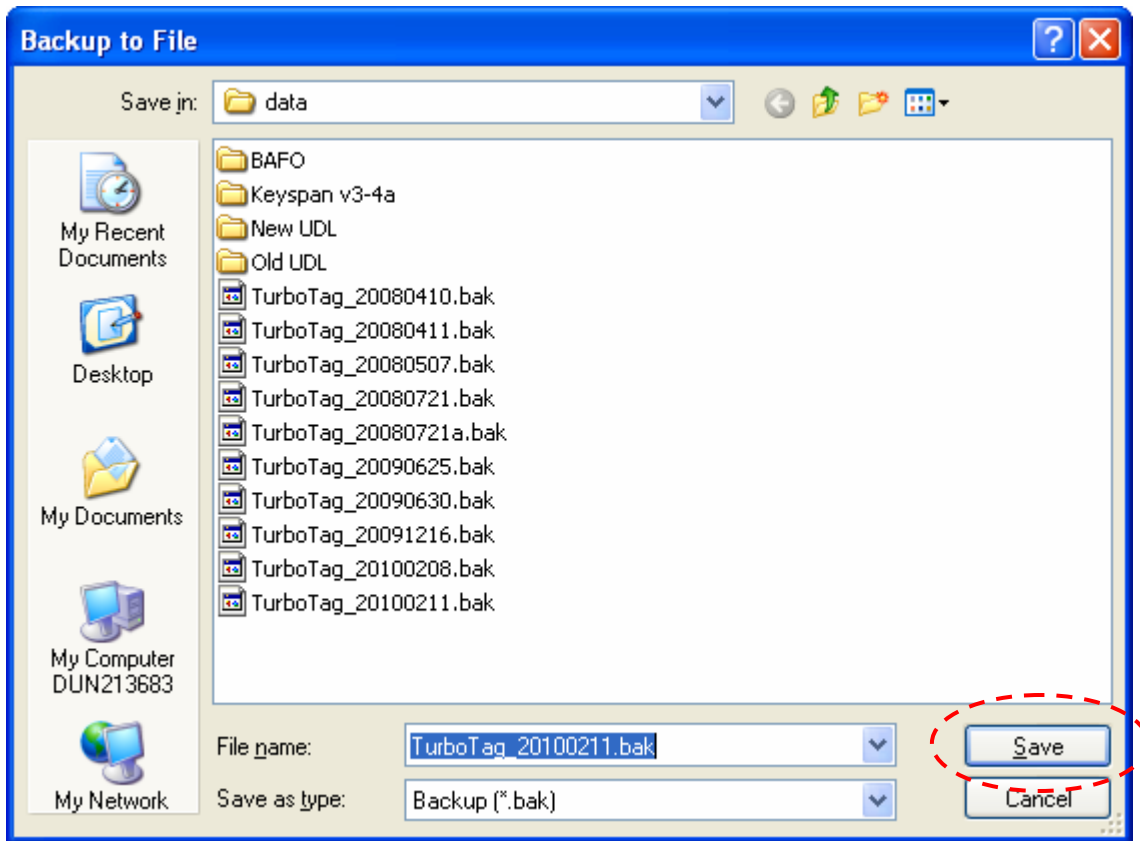 Backup to File
Save in:
data
My Recent
Documents
Desktop
My Documents
My Computer
DUN213683
My Network
BAFO
Keyspan v3-4a
New UDL
Old UDL
TurboTag_20080410.bak
TurboTag_20080411.bak
TurboTag_20080507.bak
TurboTag_20080721.bak
TurboTag_20080721a.bak
TurboTag_20090625.bak
TurboTag_20090630.bak
TurboTag_20091216.bak
TurboTag_20100208.bak
TurboTag_20100211.bak
File name:
TurboTag_20100211.bak
Save
Save as type:
Backup (*.bak)
Cancel